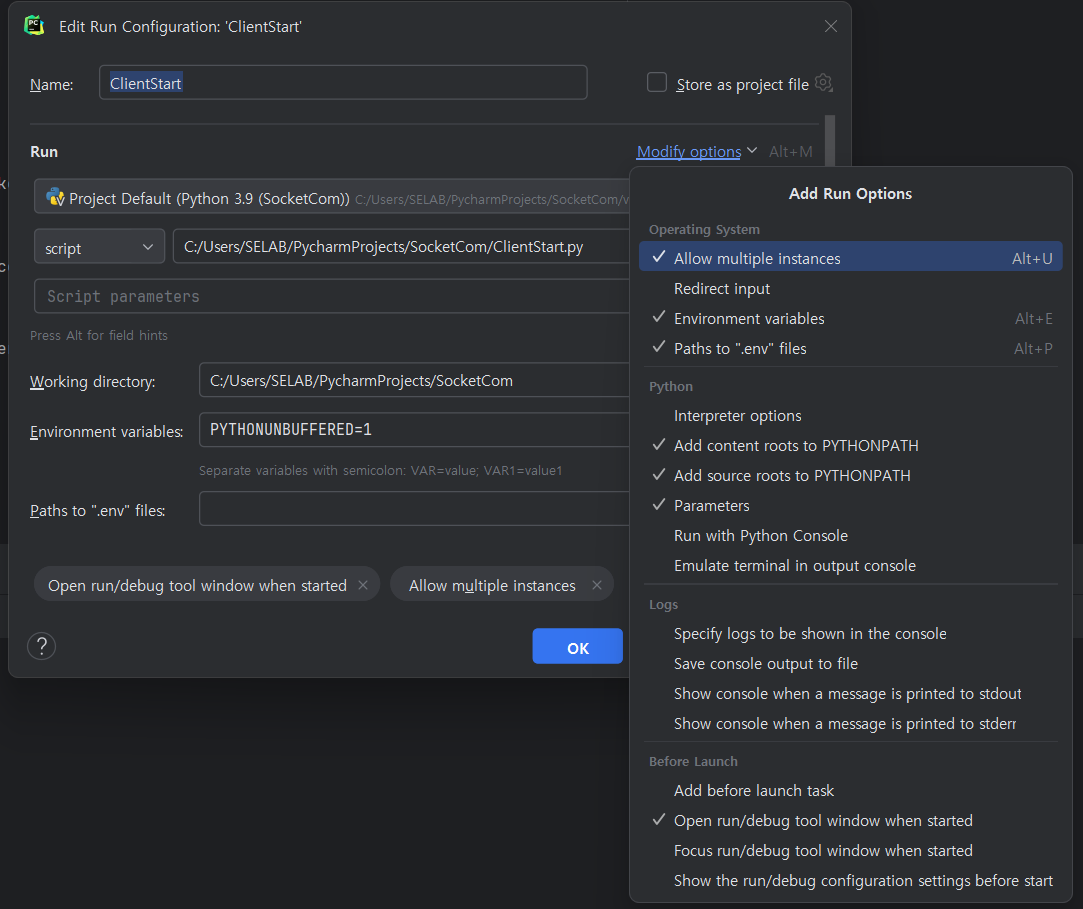 Edit Run Configuration: 'ClientStart'
Name: ClientStart Store as project file
Run Modify options Alt+M
Project Default (Python 3.9 (SocketCom)) C:/Users/SELAB/PycharmProjects/SocketCom/v
script C:/Users/SELAB/PycharmProjects/SocketCom/ClientStart.py
Script parameters
Press Alt for field hints
Working directory: C:/Users/SELAB/PycharmProjects/SocketCom
Environment variables: PYTHONUNBUFFERED=1
Separate variables with semicolon: VAR=value; VAR1=value1
Paths to ".env" files:
Open run/debug tool window when started Allow multiple instances
? OK
Add Run Options
Operating System
Allow multiple instances Alt+U
Redirect input
Environment variables Alt+E
Paths to ".env" files Alt+P
Python
Interpreter options
Add content roots to PYTHONPATH
Add source roots to PYTHONPATH
Parameters
Run with Python Console
Emulate terminal in output console
Logs
Specify logs to be shown in the console
Save console output to file
Show console when a message is printed to stdout
Show console when a message is printed to stderr
Before Launch
Add before launch task
Open run/debug tool window when started
Focus run/debug tool window when started
Show the run/debug configuration settings before start